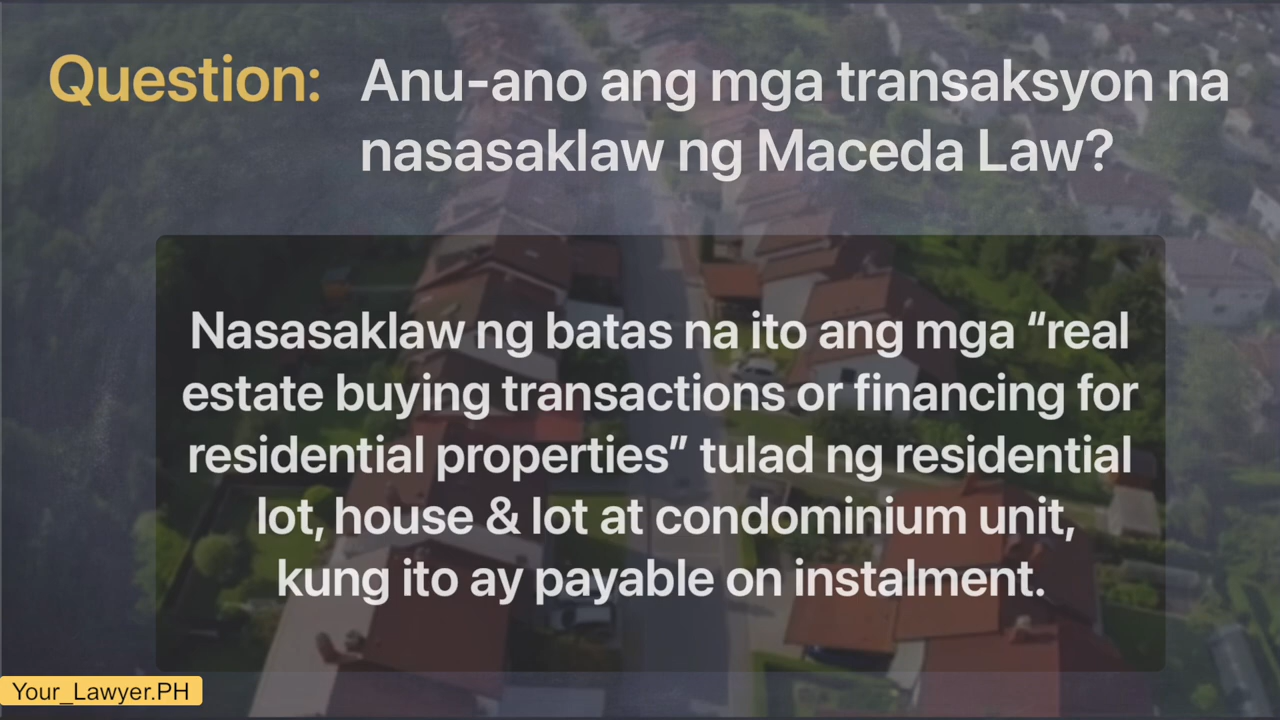 Question: Anu-ano ang mga transaksyon na
nasasaklaw ng Maceda Law?
Nasasaklaw ng batas na ito ang mga “real
estate buying transactions or financing for
residential properties” tulad ng residential
lot, house & lot at condominium unit,
kung ito ay payable on instalment.
Your_Lawyer.PH